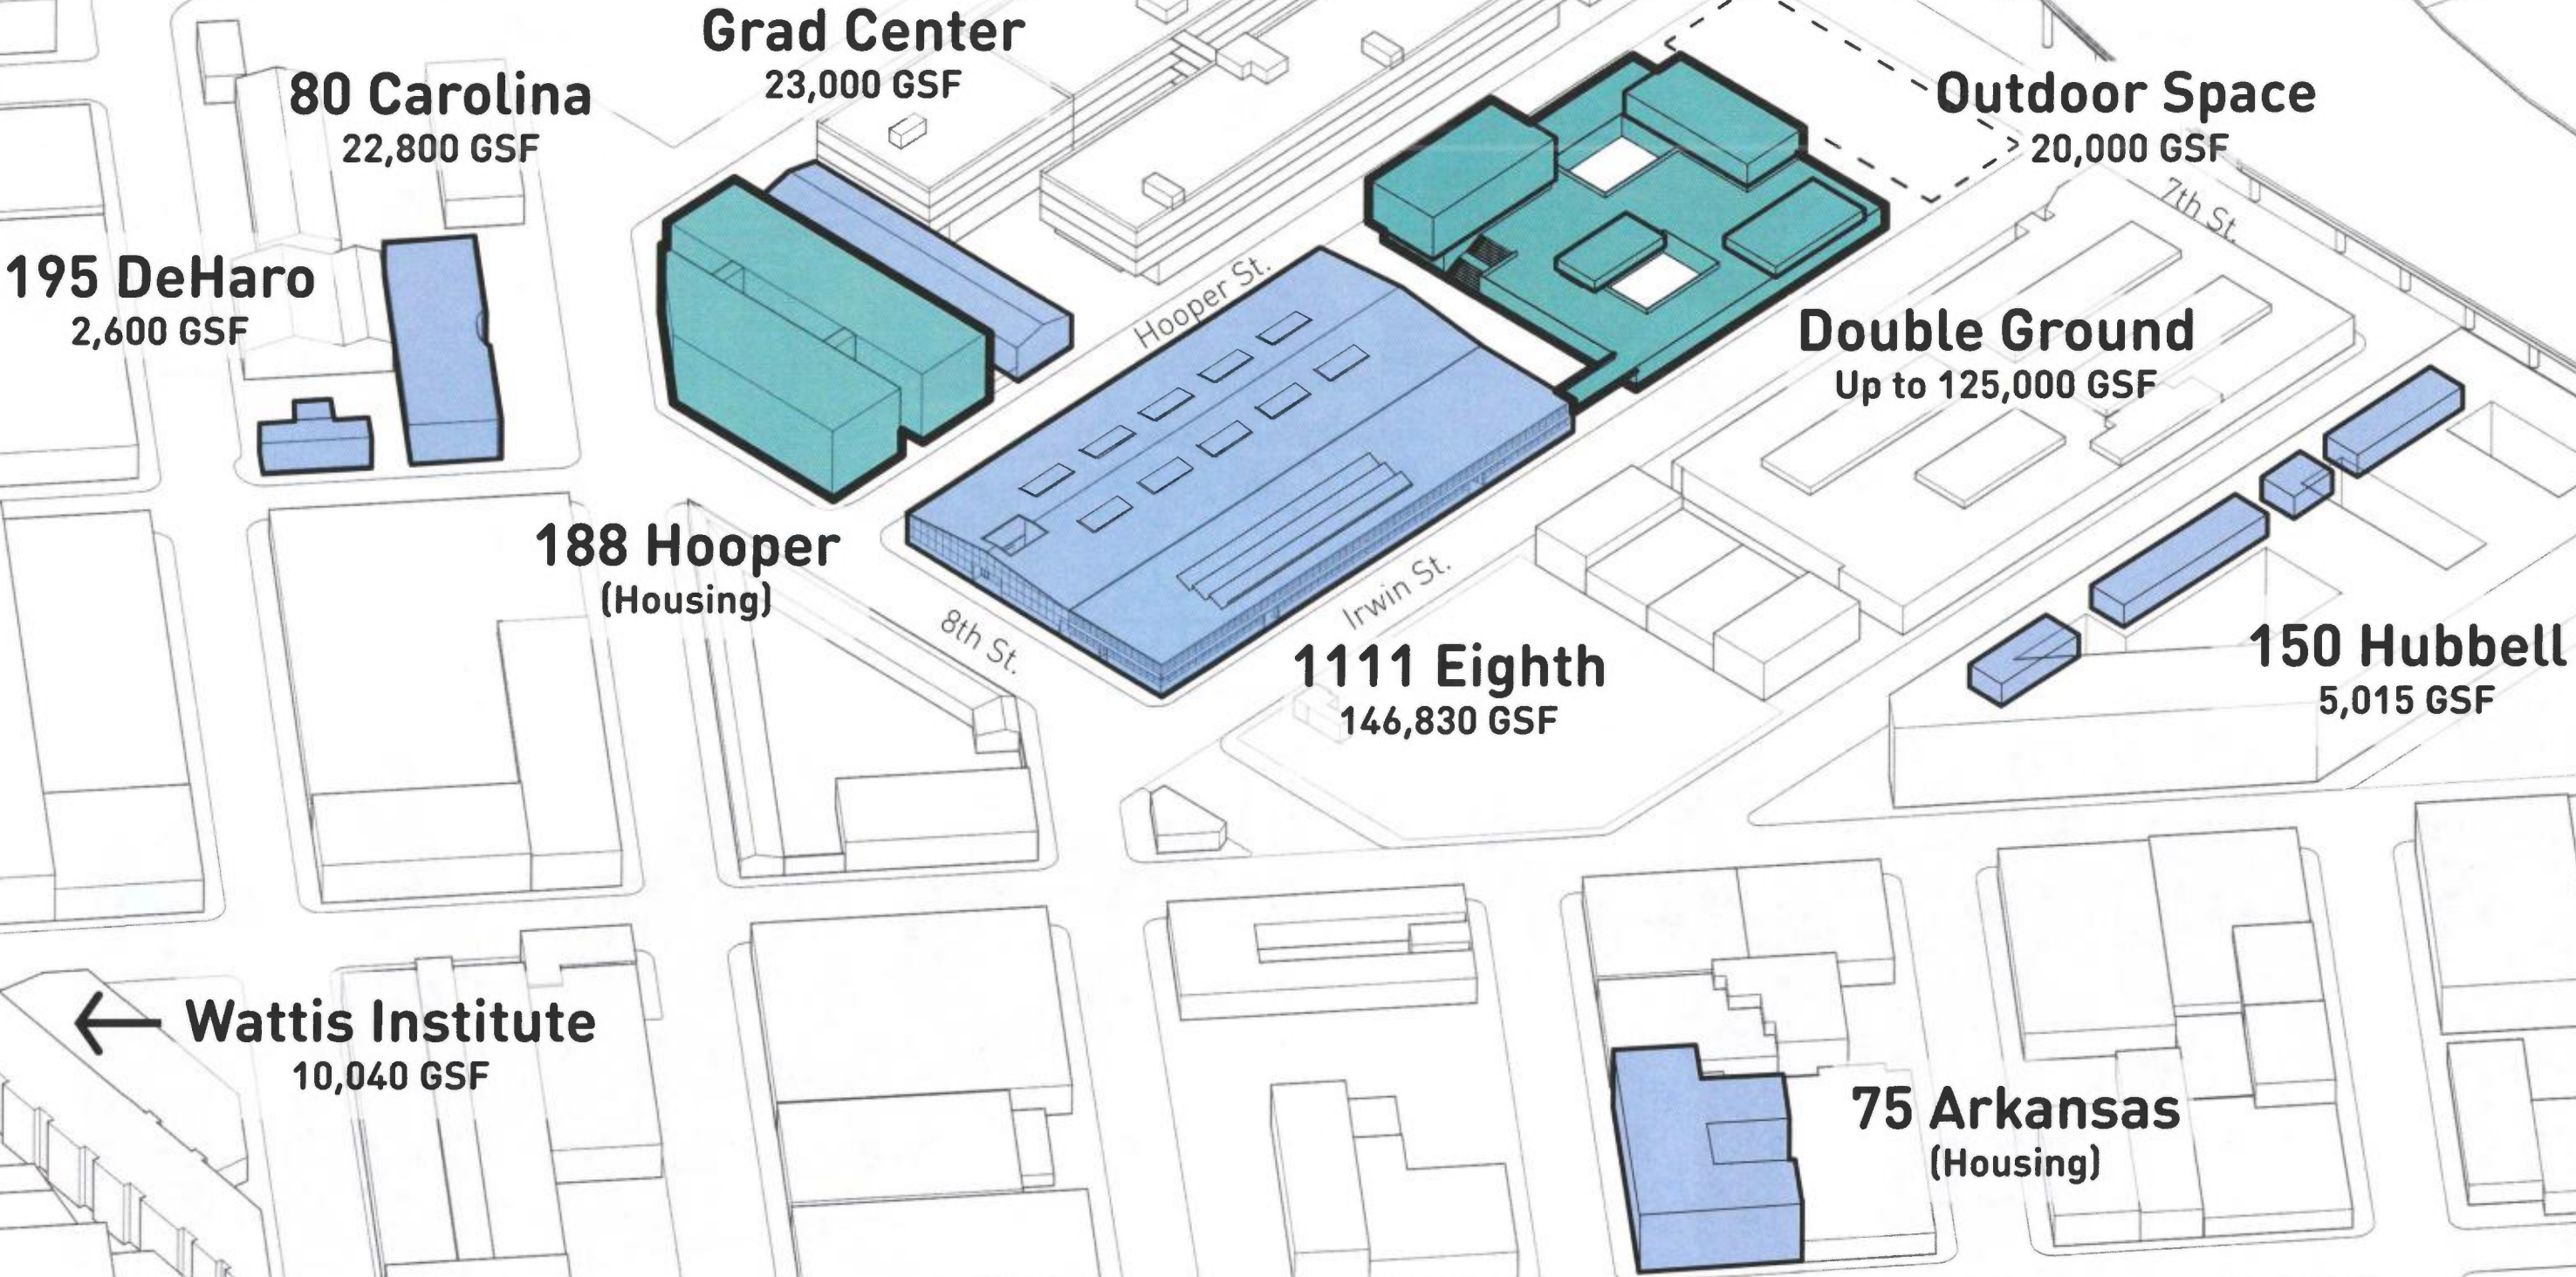 Grad Center
23,000 GSF
80 Carolina
22,800 GSF
Outdoor Space
20,000 GSF
7th St.
195 DeHaro
2,600 GSF
Hooper St.
Double Ground
Up to 125,000 GSF
188 Hooper
(Housing)
8th St.
Irwin St.
1111 Eighth
146,830 GSF
150 Hubbell
5,015 GSF
Wattis Institute
10,040 GSF
75 Arkansas
(Housing)